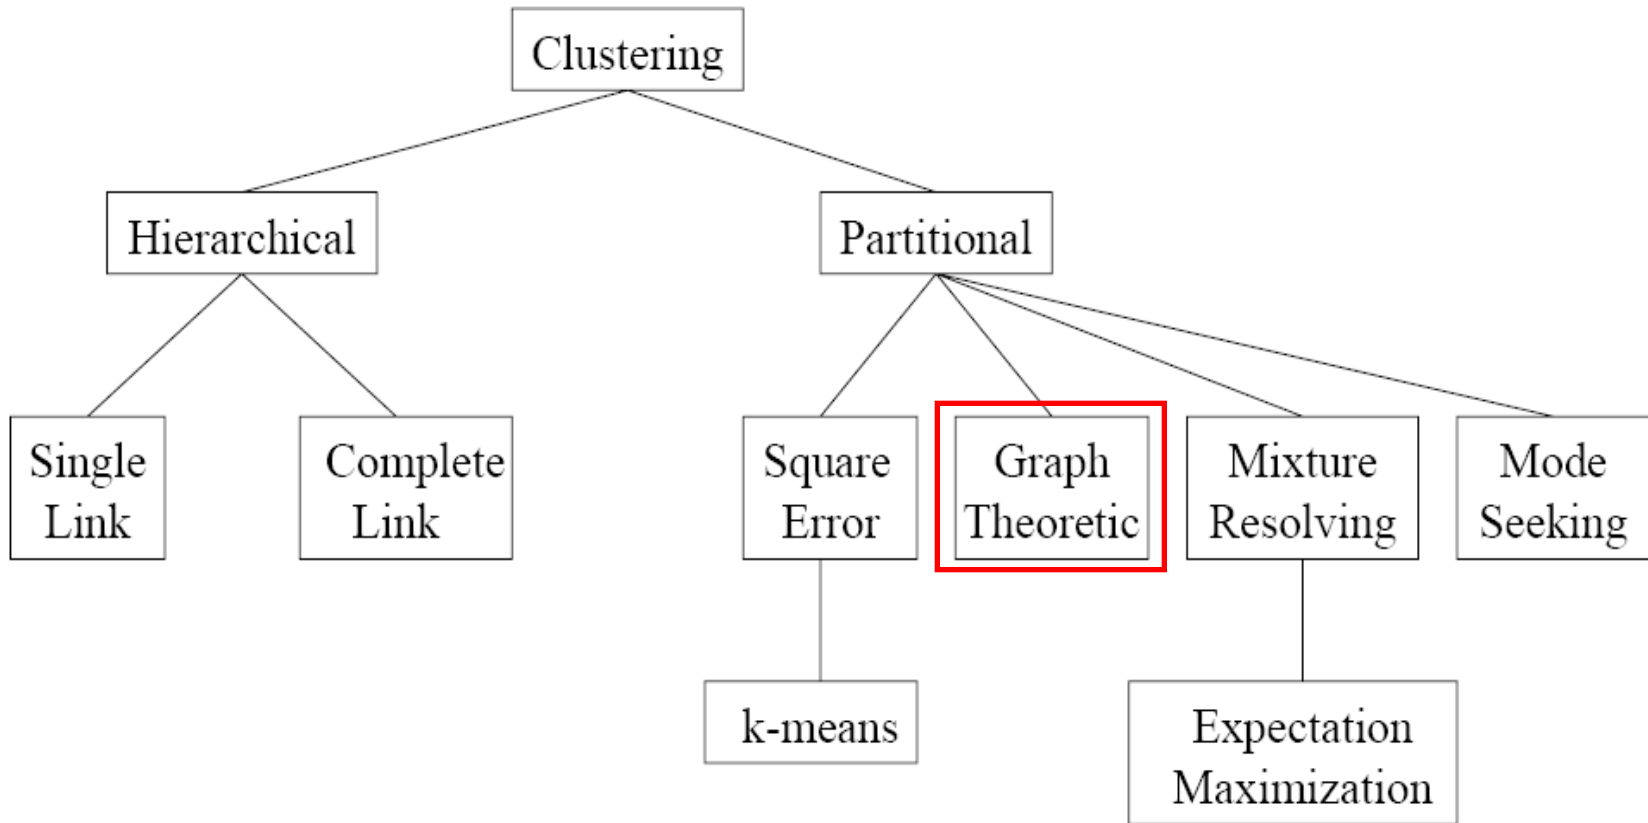 Clustering
Hierarchical
Partitional
Single
Link
Complete
Link
Square
Error
Graph
Theoretic
Mixture
Resolving
Mode
Seeking
k-means
Expectation
Maximization